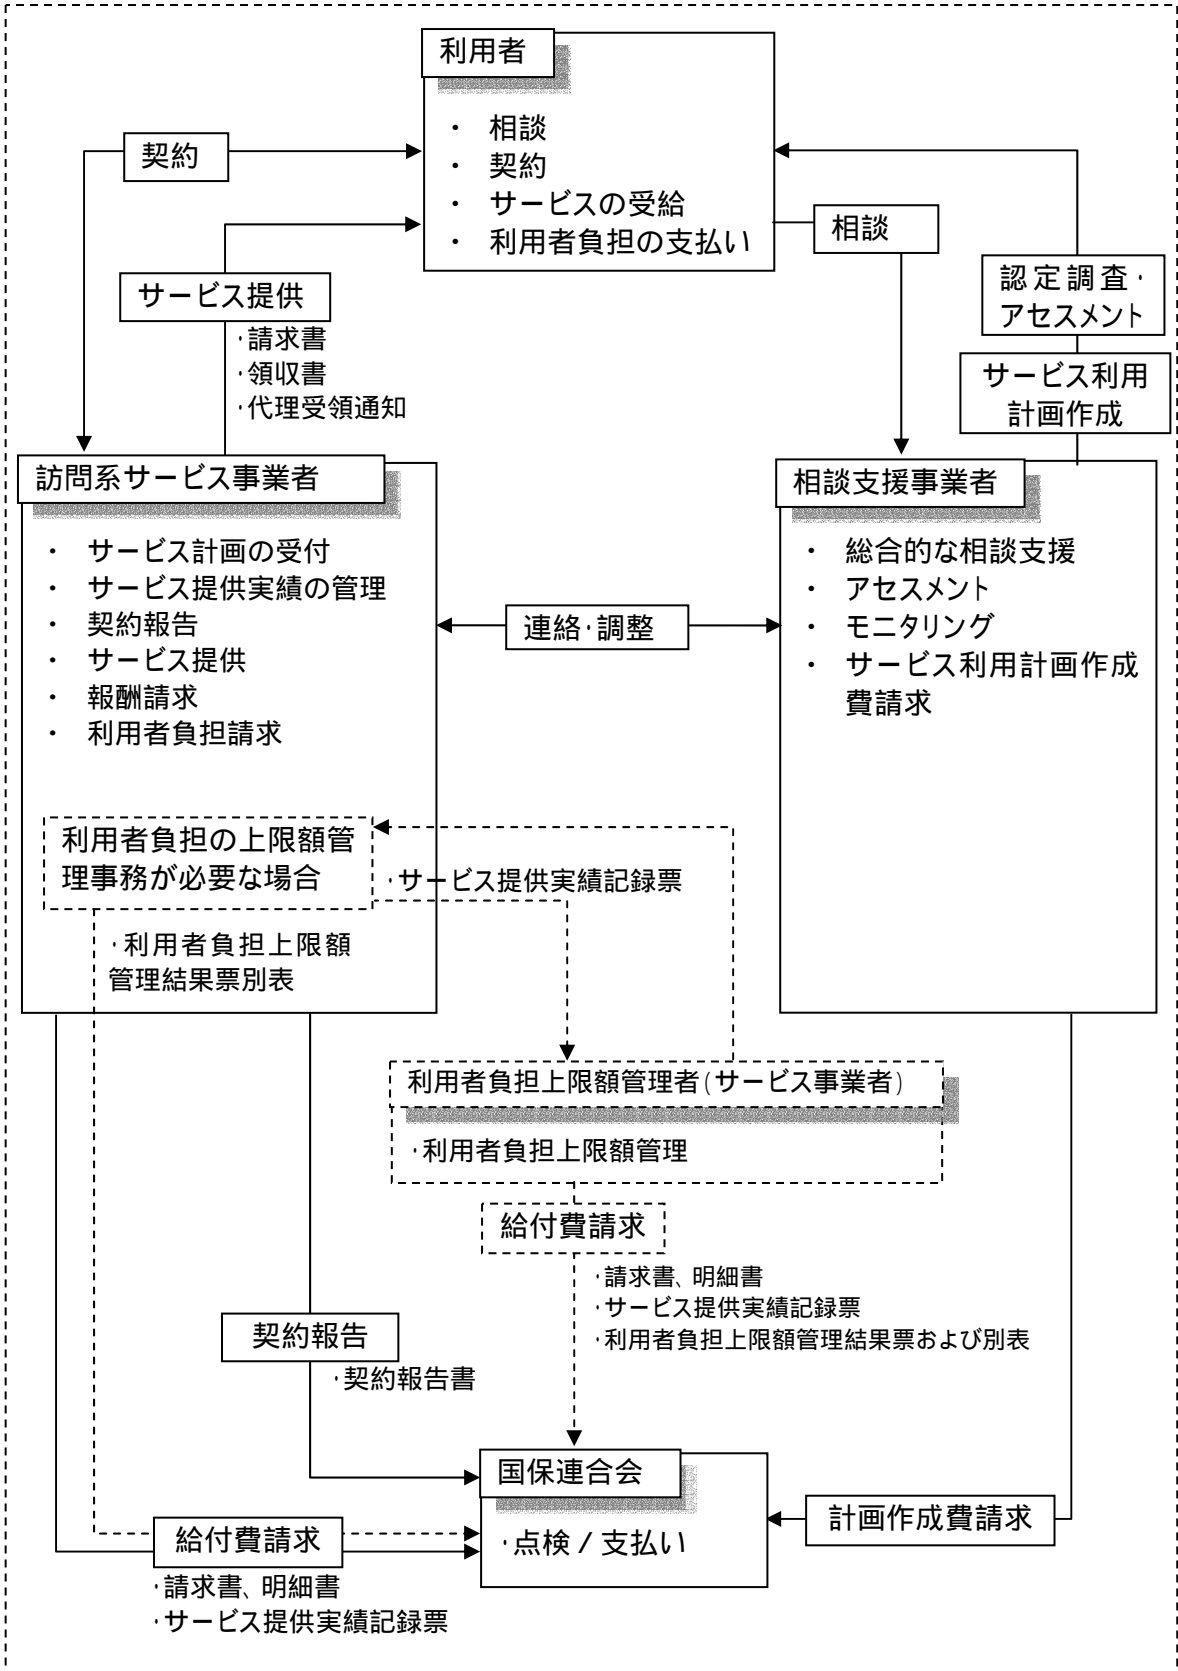 利用者
・ 相談
・ 契約
・ サービスの受給
・ 利用者負担の支払い
契約
相談
サービス提供
・請求書
・領収書
・代理受領通知
認定調査・
アセスメント
サービス利用
計画作成
訪問系サービス事業者
・ サービス計画の受付
・ サービス提供実績の管理
・ 契約報告
・ サービス提供
・ 報酬請求
・ 利用者負担請求
連絡・調整
相談支援事業者
・ 総合的な相談支援
・ アセスメント
・ モニタリング
・ サービス利用計画作成
費請求
利用者負担の上限額管
理事務が必要な場合
・サービス提供実績記録票
・利用者負担上限額
管理結果票別表
利用者負担上限額管理者(サービス事業者)
・利用者負担上限額管理
給付費請求
・請求書、明細書
・サービス提供実績記録票
・利用者負担上限額管理結果票および別表
契約報告
・契約報告書
国保連合会
・点検/支払い
計画作成費請求
給付費請求
・請求書、明細書
・サービス提供実績記録票